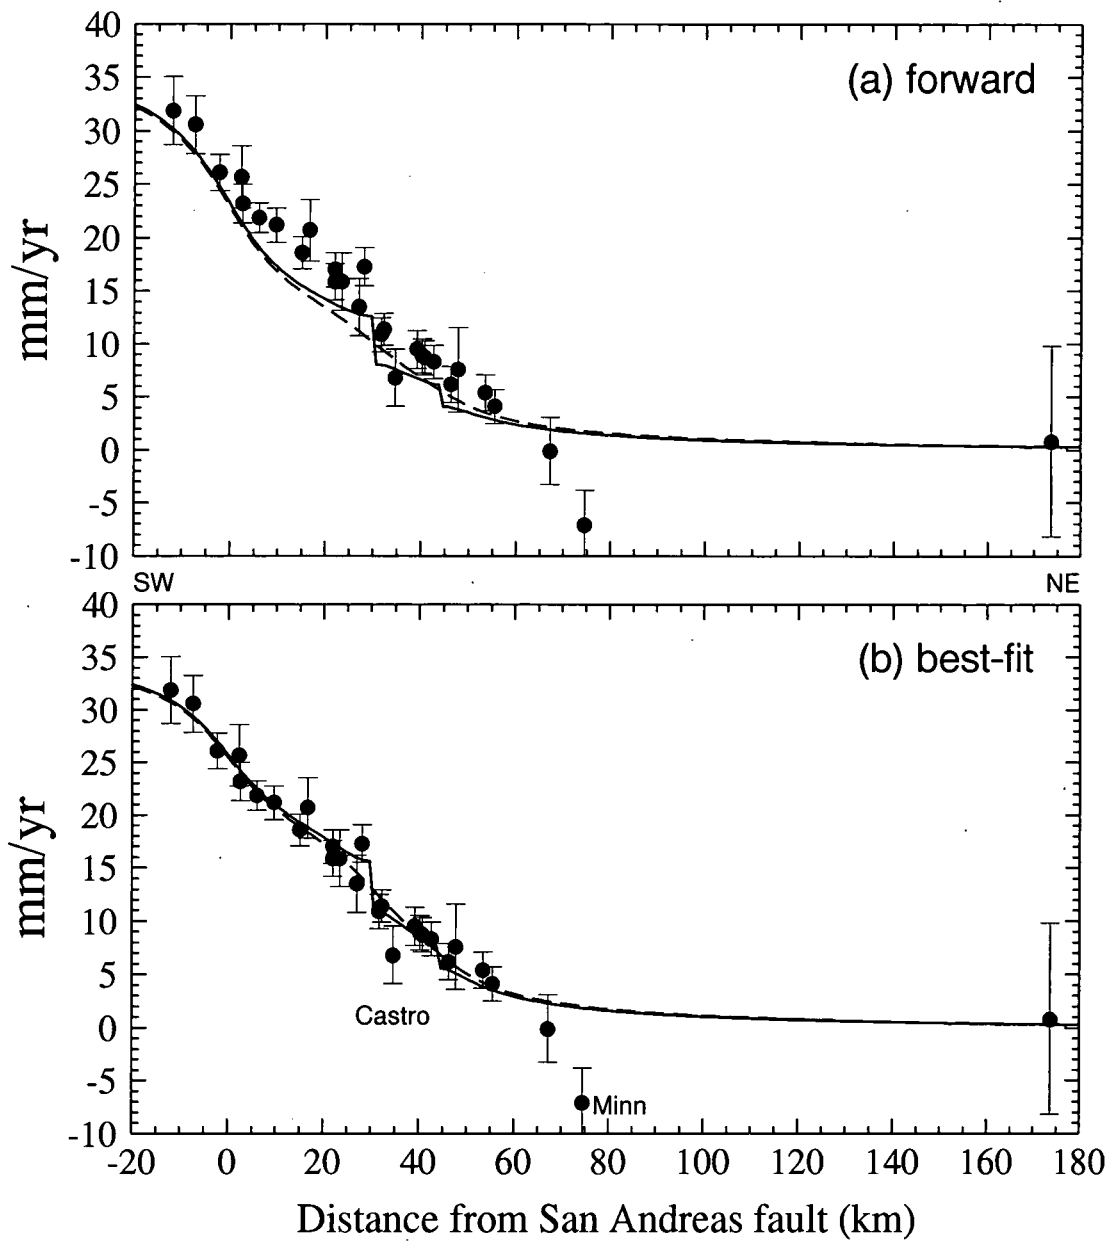 40
35
30
25
20
15
10
5
0
-5
-10
mm/yr
(a) forward
SW NE
40
35
30
25
20
15
10
5
0
-5
-10
mm/yr
(b) best-fit
Castro
Minn
-20 0 20 40 60 80 100 120 140 160 180
Distance from San Andreas fault (km)